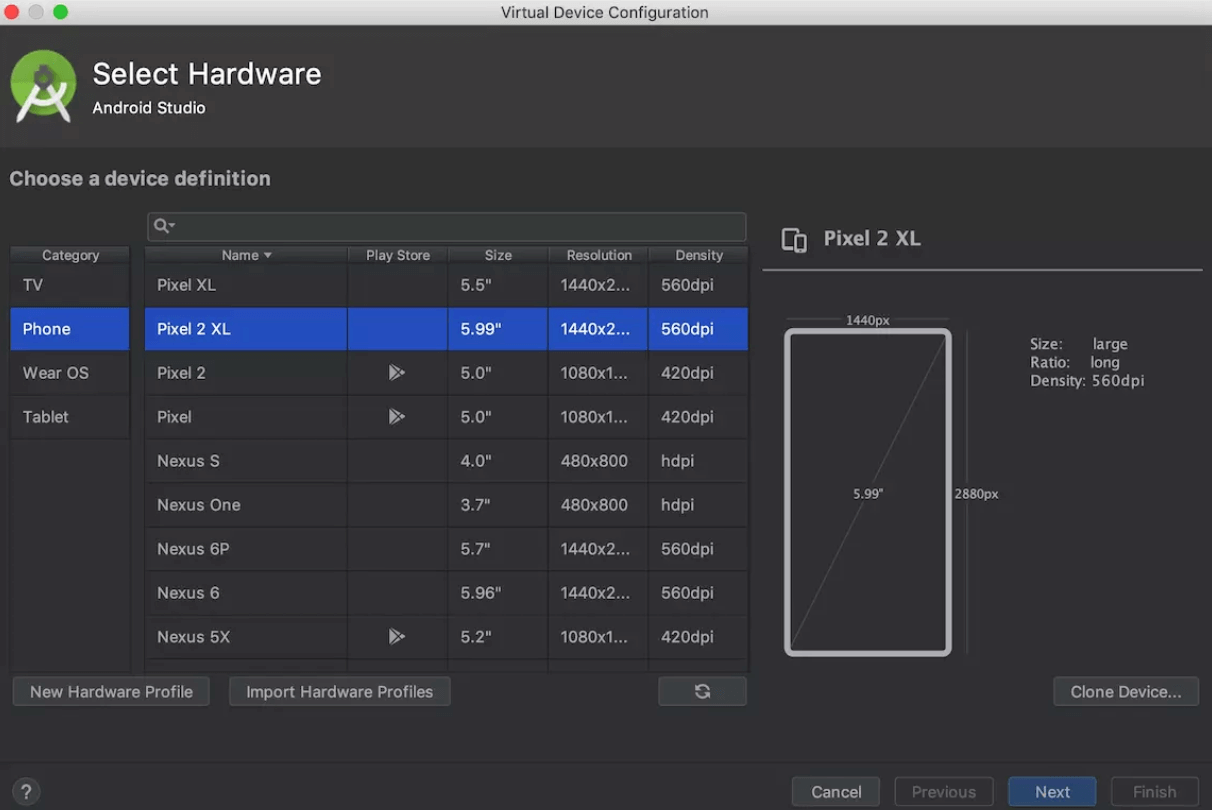 Virtual Device Configuration
Select Hardware
Android Studio
Choose a device definition
Category
TV
Phone
Wear OS
Tablet
Name Play Store Size Resolution Density
Pixel XL 5.5" 1440x2... 560dpi
Pixel 2 XL 5.99" 1440x2... 560dpi
Pixel 2 5.0" 1080x1... 420dpi
Pixel 5.0" 1080x1... 420dpi
Nexus S 4.0" 480x800 hdpi
Nexus One 3.7" 480x800 hdpi
Nexus 6P 5.7" 1440x2... 560dpi
Nexus 6 5.96" 1440x2... 560dpi
Nexus 5X 5.2" 1080x1... 420dpi
Pixel 2 XL
1440px
5.99"
2880px
Size: large
Ratio: long
Density: 560dpi
New Hardware Profile Import Hardware Profiles Clone Device...
? Cancel Previous Next Finish